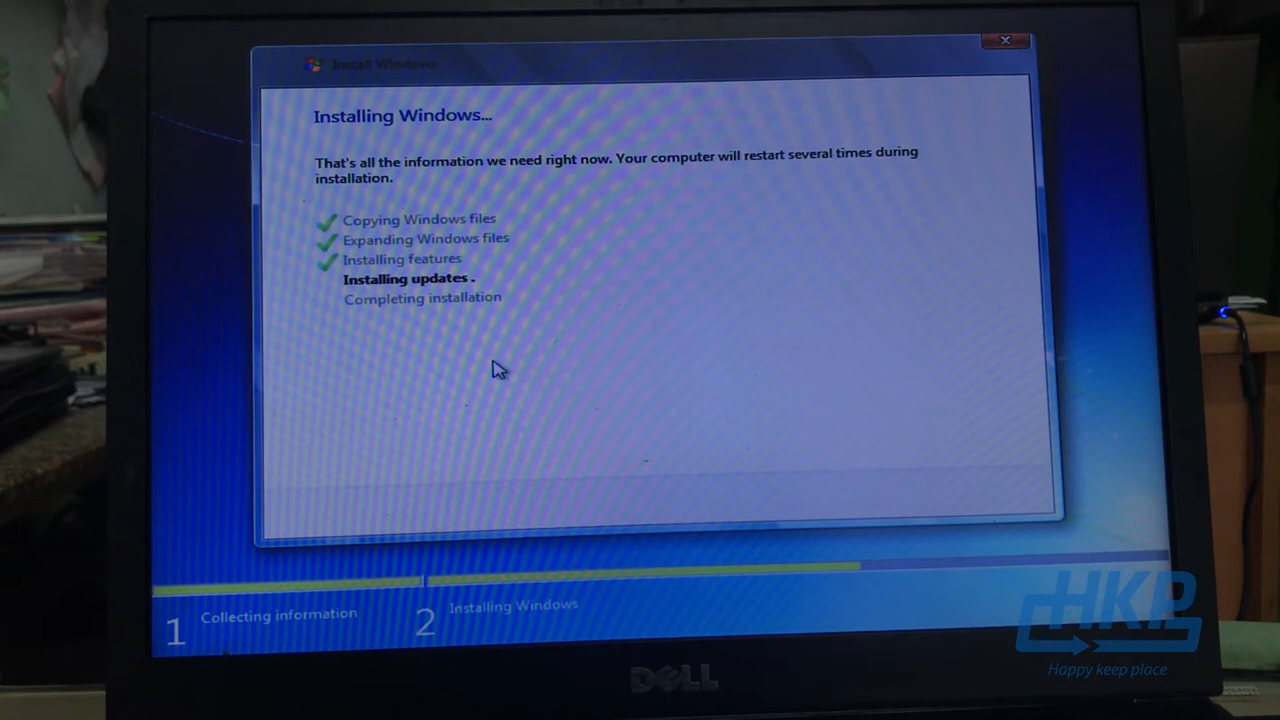 Install Windows
Installing Windows...
That's all the information we need right now. Your computer will restart several times during
installation.
Copying Windows files
Expanding Windows files
Installing features
Installing updates .
Completing installation
1 Collecting information
2 Installing Windows
HKP
Happy keep place
DELL